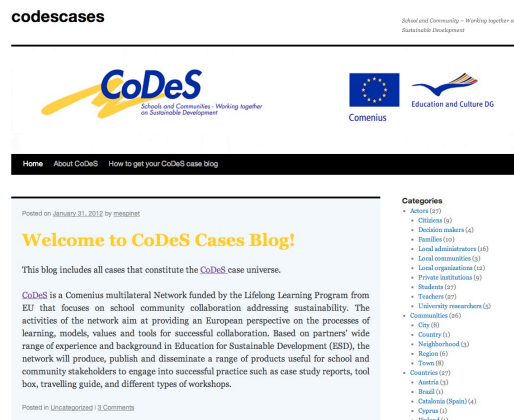 codescases
School and Community – Working together
Sustainable Development
CoDeS
Schools and Communities - Working together
on Sustainable Development
Comenius
Education and Culture DG
Home About CoDeS How to get your CoDeS case blog
Posted on January 31, 2012 by mespinet
Welcome to CoDeS Cases Blog!
This blog includes all cases that constitute the CoDeS case universe.
CoDeS is a Comenius multilateral Network funded by the Lifelong Learning Program from
EU that focuses on school community collaboration addressing sustainability. The
activities of the network aim at providing an European perspective on the processes of
learning, models, values and tools for successful collaboration. Based on partners' wide
range of experience and background in Education for Sustainable Development (ESD), the
network will produce, publish and disseminate a range of products useful for school and
community stakeholders to engage into successful practice such as case study reports, tool
box, travelling guide, and different types of workshops.
Posted in Uncategorized | 3 Comments
Categories
Actors (27)
Citizens (9)
Decision makers (4)
Families (10)
Local administrators (16)
Local communities (3)
Local organisations (12)
Private institutions (9)
Students (27)
Teachers (27)
University researchers (5)
Communities (26)
City (8)
Country (1)
Neighborhood (3)
Region (6)
Town (8)
Countries (27)
Austria (3)
Brazil (1)
Catalonia (Spain) (4)
Cyprus (1)